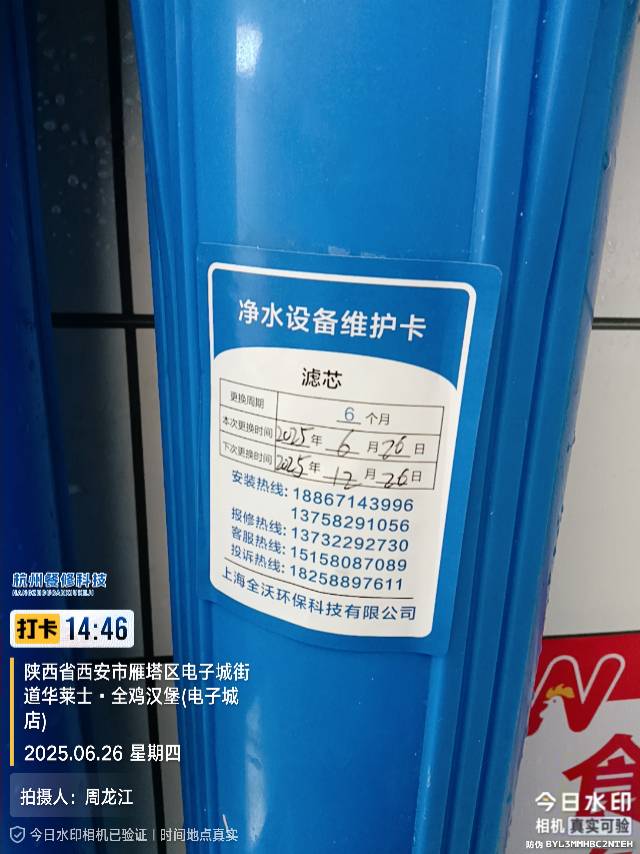 净水设备维护卡
滤芯
更换周期 6 个月
本次更换时间 2025年 6 月 26 日
下次更换时间 2025年 12 月 26 日
安装热线: 18867143996
13758291056
报修热线: 13732292730
客服热线: 15158087089
投诉热线: 18258897611
上海全沃环保科技有限公司
杭州餐修科技
HANGZHOUCANXIUKEJI
打卡 14:46
陕西省西安市雁塔区电子城街
道华莱士·全鸡汉堡(电子城
店)
2025.06.26 星期四
拍摄人: 周龙江
今日水印相机已验证 | 时间地点真实
今日水印
相机 真实可验
防伪 BYL3MMHBC2NTEH